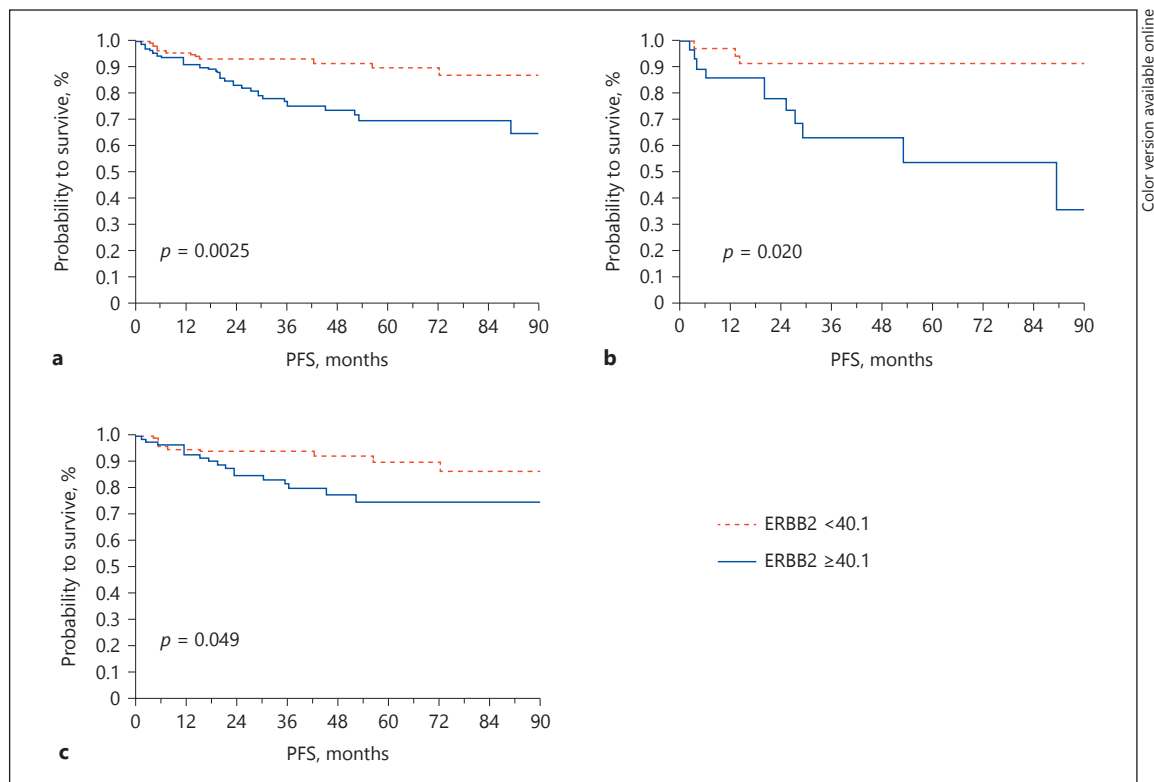 Color version available online
Probability to survive, %
1.0
0.9
0.8
0.7
0.6
0.5
0.4
0.3
0.2
0.1
0
p = 0.0025
0 12 24 36 48 60 72 84 90
PFS, months
a
Probability to survive, %
1.0
0.9
0.8
0.7
0.6
0.5
0.4
0.3
0.2
0.1
0
p = 0.020
0 12 24 36 48 60 72 84 90
PFS, months
b
Probability to survive, %
1.0
0.9
0.8
0.7
0.6
0.5
0.4
0.3
0.2
0.1
0
p = 0.049
0 12 24 36 48 60 72 84 90
PFS, months
c
ERBB2 <40.1
ERBB2 ≥40.1